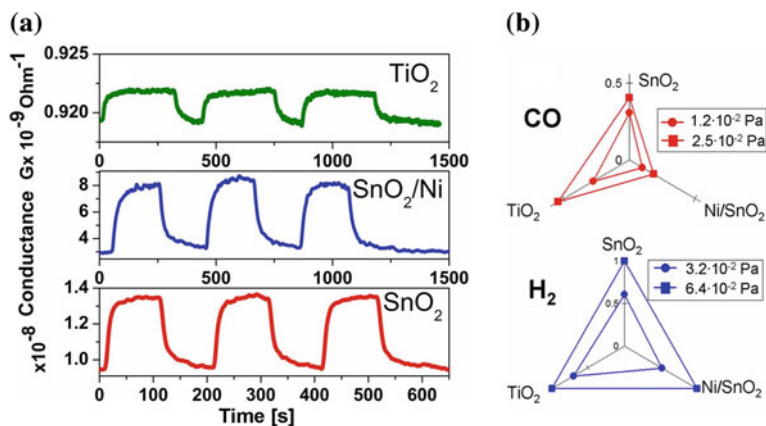 (a)
Conductance G x 10⁻⁹ Ohm⁻¹
x10⁻⁸
0.925
0.920
TiO₂
0 500 1000 1500
8
6
4
SnO₂/Ni
0 250 500 750 1000 1250 1500
1.4
1.2
1.0
SnO₂
0 100 200 300 400 500 600
Time [s]
(b)
0.5
SnO₂
CO
1.2·10⁻² Pa
2.5·10⁻² Pa
0
TiO₂
Ni/SnO₂
SnO₂
1
3.2·10⁻² Pa
6.4·10⁻² Pa
H₂
0.5
0
TiO₂
Ni/SnO₂